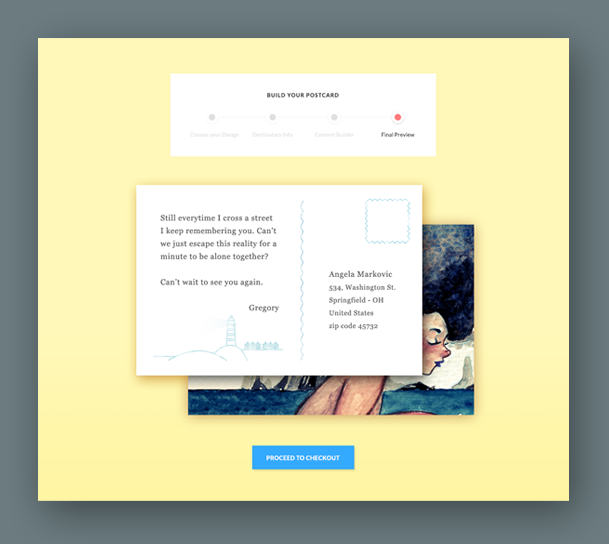 BUILD YOUR POSTCARD
Choose your Design
Destinatary Info
Content Builder
Final Preview
Still everytime I cross a street
I keep remembering you. Can't
we just escape this reality for a
minute to be alone together?
Can't wait to see you again.
Gregory
Angela Markovic
534, Washington St.
Springfield - OH
United States
zip code 45732
PROCEED TO CHECKOUT